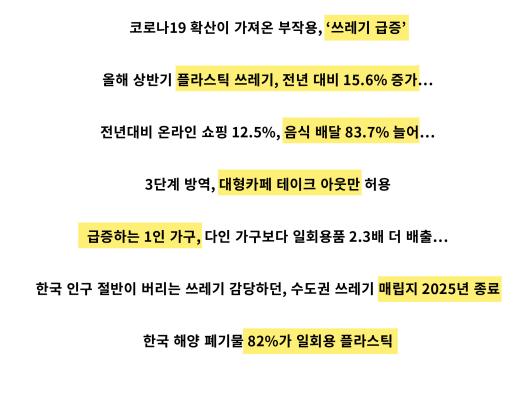 코로나19 확산이 가져온 부작용, ‘쓰레기 급증’
올해 상반기 플라스틱 쓰레기, 전년 대비 15.6% 증가...
전년대비 온라인 쇼핑 12.5%, 음식 배달 83.7% 늘어...
3단계 방역, 대형카페 테이크 아웃만 허용
급증하는 1인 가구, 다인 가구보다 일회용품 2.3배 더 배출...
한국 인구 절반이 버리는 쓰레기 감당하던, 수도권 쓰레기 매립지 2025년 종료
한국 해양 폐기물 82%가 일회용 플라스틱